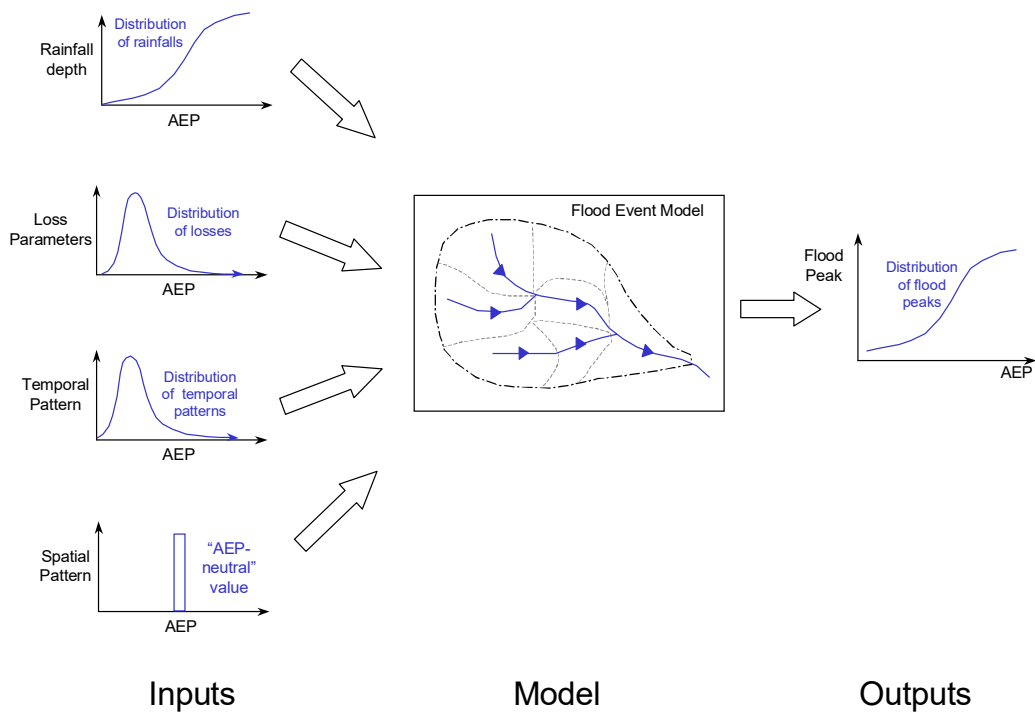 Distribution
of rainfalls
Rainfall
depth
AEP
Loss
Parameters
Distribution
of losses
AEP
Temporal
Pattern
Distribution
of temporal
patterns
AEP
Spatial
Pattern
“AEP-
neutral”
value
AEP
Flood Event Model
Flood
Peak
Distribution
of flood
peaks
AEP
Inputs
Model
Outputs